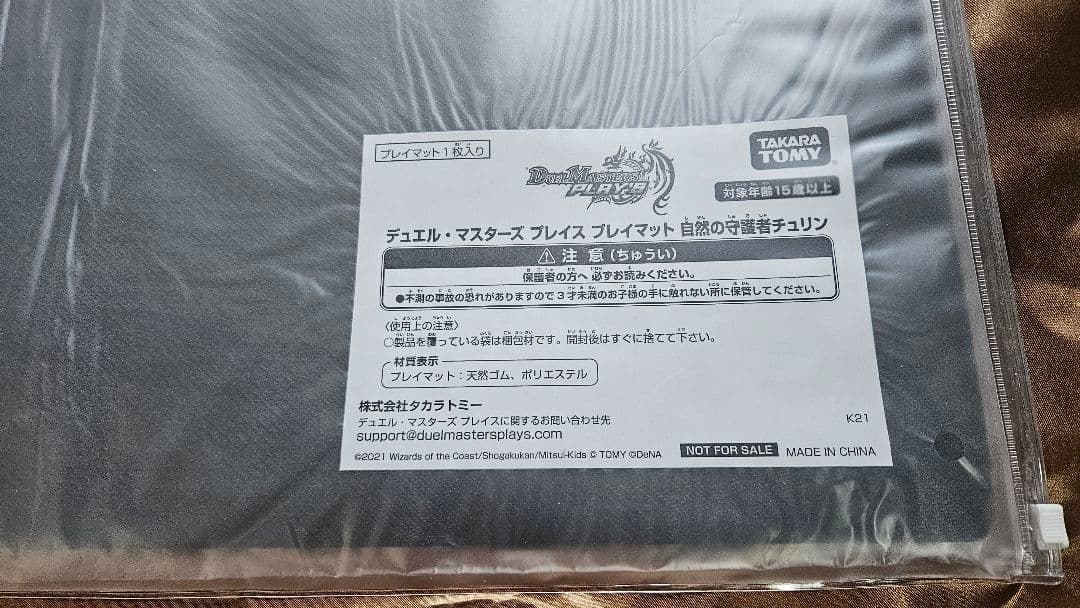 プレイマット1枚入り
DUEL MASTERS
PLAY'S
TAKARA
TOMY
対象年齢15歳以上
デュエル・マスターズ プレイス プレイマット 自然の守護者チュリン
注意(ちゅうい)
保護者の方へ 必ずお読みください。
●不測の事故の恐れがありますので3才未満のお子様の手に触れない所に保管してください。
〈使用上の注意〉
○製品を覆っている袋は梱包材です。開封後はすぐに捨てて下さい。
材質表示
プレイマット:天然ゴム、ポリエステル
株式会社タカラトミー
デュエル・マスターズ プレイスに関するお問い合わせ先
support@duelmastersplays.com
K21
©2021 Wizards of the Coast/Shogakukan/Mitsui-Kids © TOMY ©DeNA
NOT FOR SALE
MADE IN CHINA